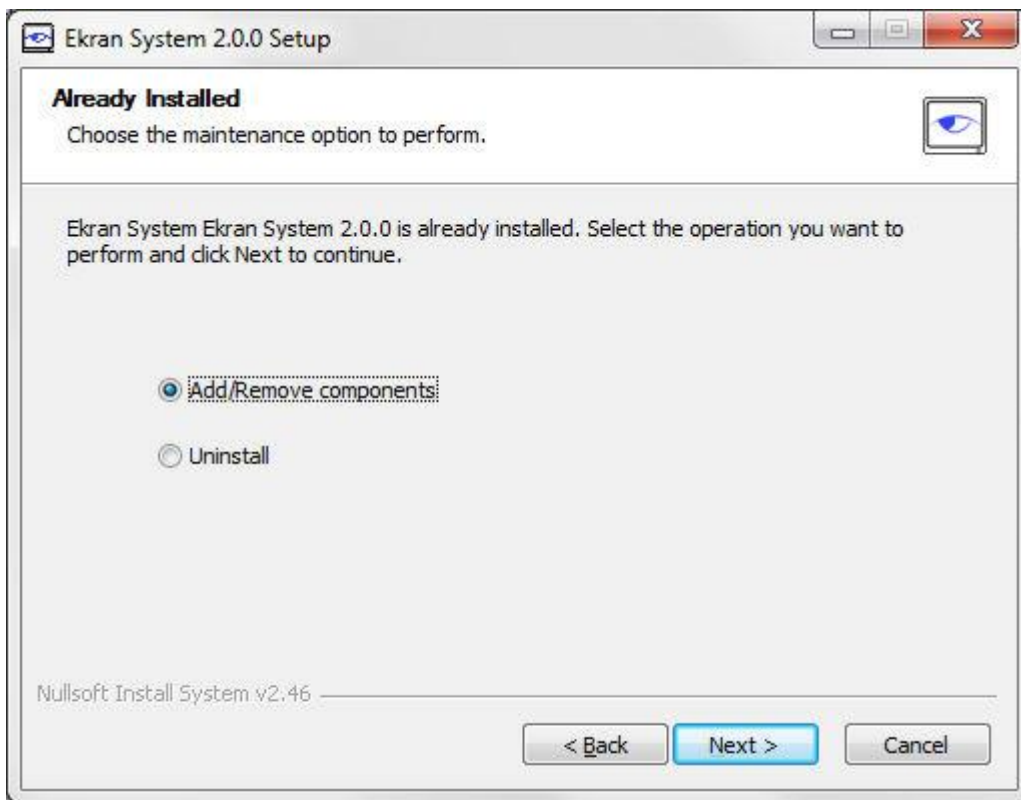 Ekran System 2.0.0 Setup
Already Installed
Choose the maintenance option to perform.
Ekran System Ekran System 2.0.0 is already installed. Select the operation you want to
perform and click Next to continue.
Add/Remove components
Uninstall
Nullsoft Install System v2.46
< Back
Next >
Cancel